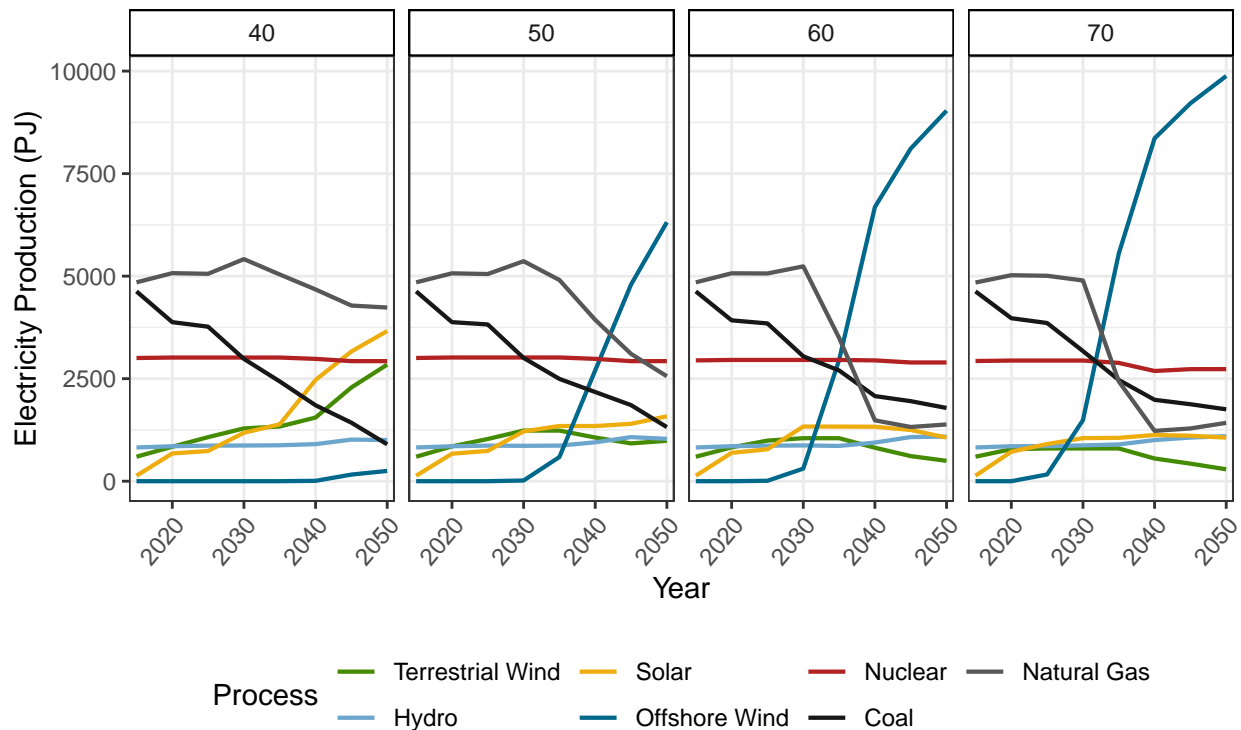 40 50 60 70
Electricity Production (PJ)
10000
7500
5000
2500
0
2020 2030 2040 2050 2020 2030 2040 2050 2020 2030 2040 2050 2020 2030 2040 2050
Year
Process
Terrestrial Wind Solar Nuclear Natural Gas
Hydro Offshore Wind Coal